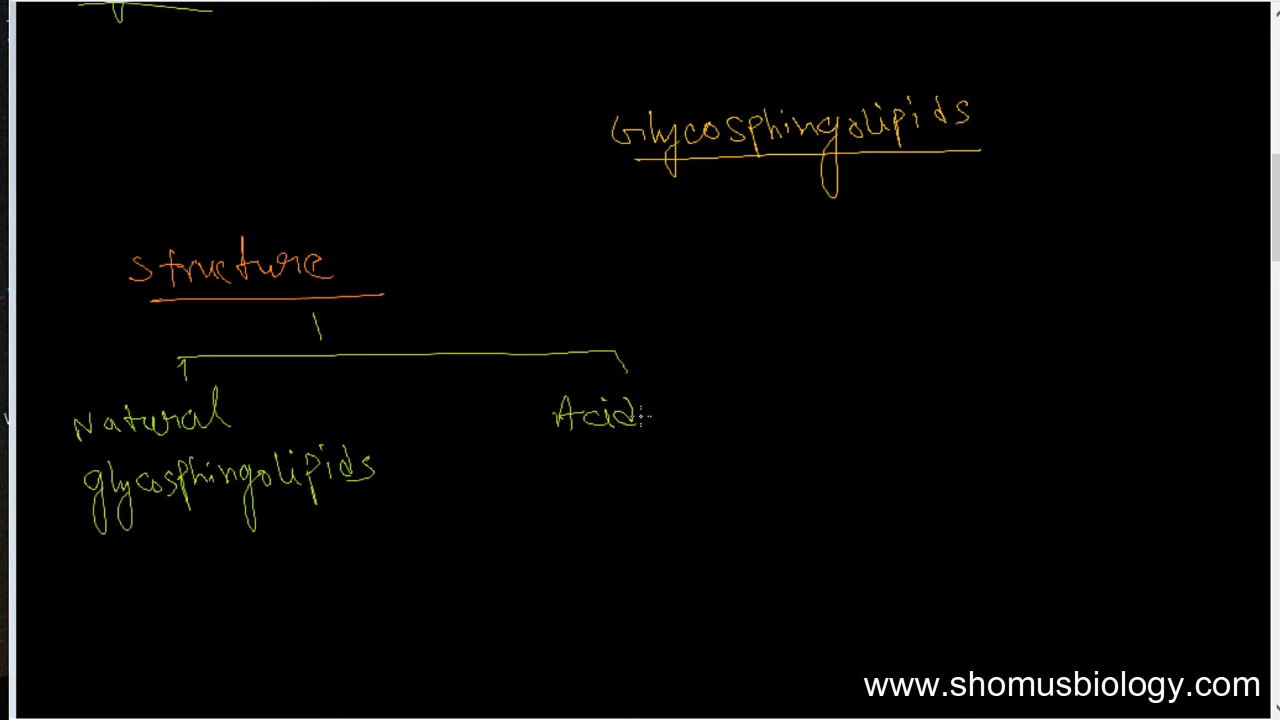 Glycosphingolipids
Structure
Natural
glycosphingolipids
Acid
www.shomusbiology.com